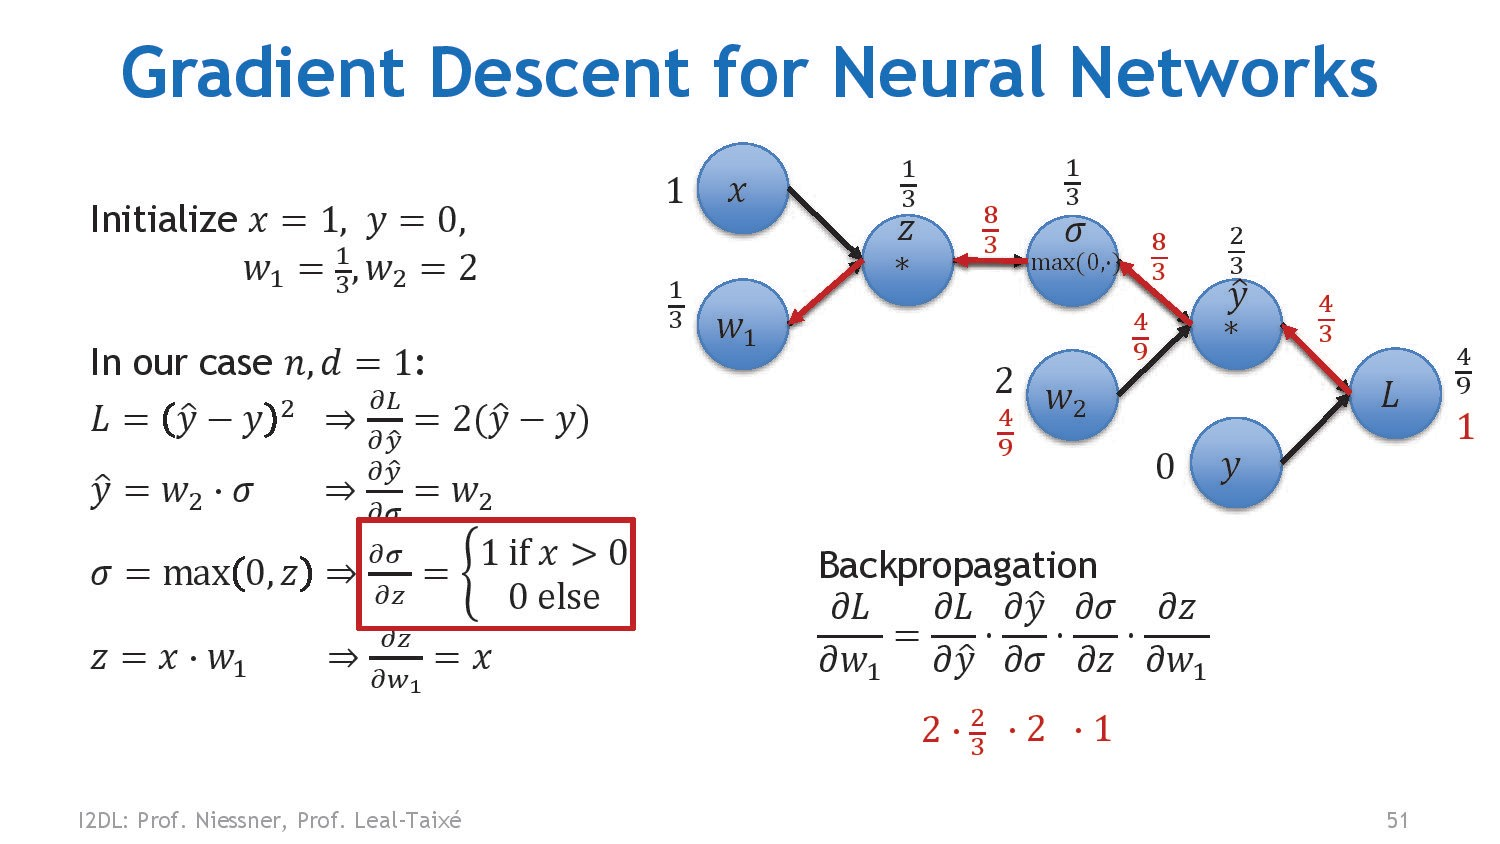 Gradient Descent for Neural Networks
Initialize x = 1, y = 0,
w₁ = 1/3, w₂ = 2
In our case n, d = 1:
L = (ŷ − y)² ⇒ ∂L/∂ŷ = 2(ŷ − y)
ŷ = w₂ · σ ⇒ ∂ŷ/∂σ = w₂
σ = max(0, z) ⇒ ∂σ/∂z = { 1 if x > 0
0 else
z = x · w₁ ⇒ ∂z/∂w₁ = x
1 x
1/3 w₁
1/3
z
*
8/3
1/3
σ
max(0,·)
8/3
2 w₂
4/9
4/9
2/3
ŷ
*
4/3
0 y
L 4/9
1
Backpropagation
∂L/∂w₁ = ∂L/∂ŷ · ∂ŷ/∂σ · ∂σ/∂z · ∂z/∂w₁
2 · 2/3 · 2 · 1
I2DL: Prof. Niessner, Prof. Leal-Taixé
51